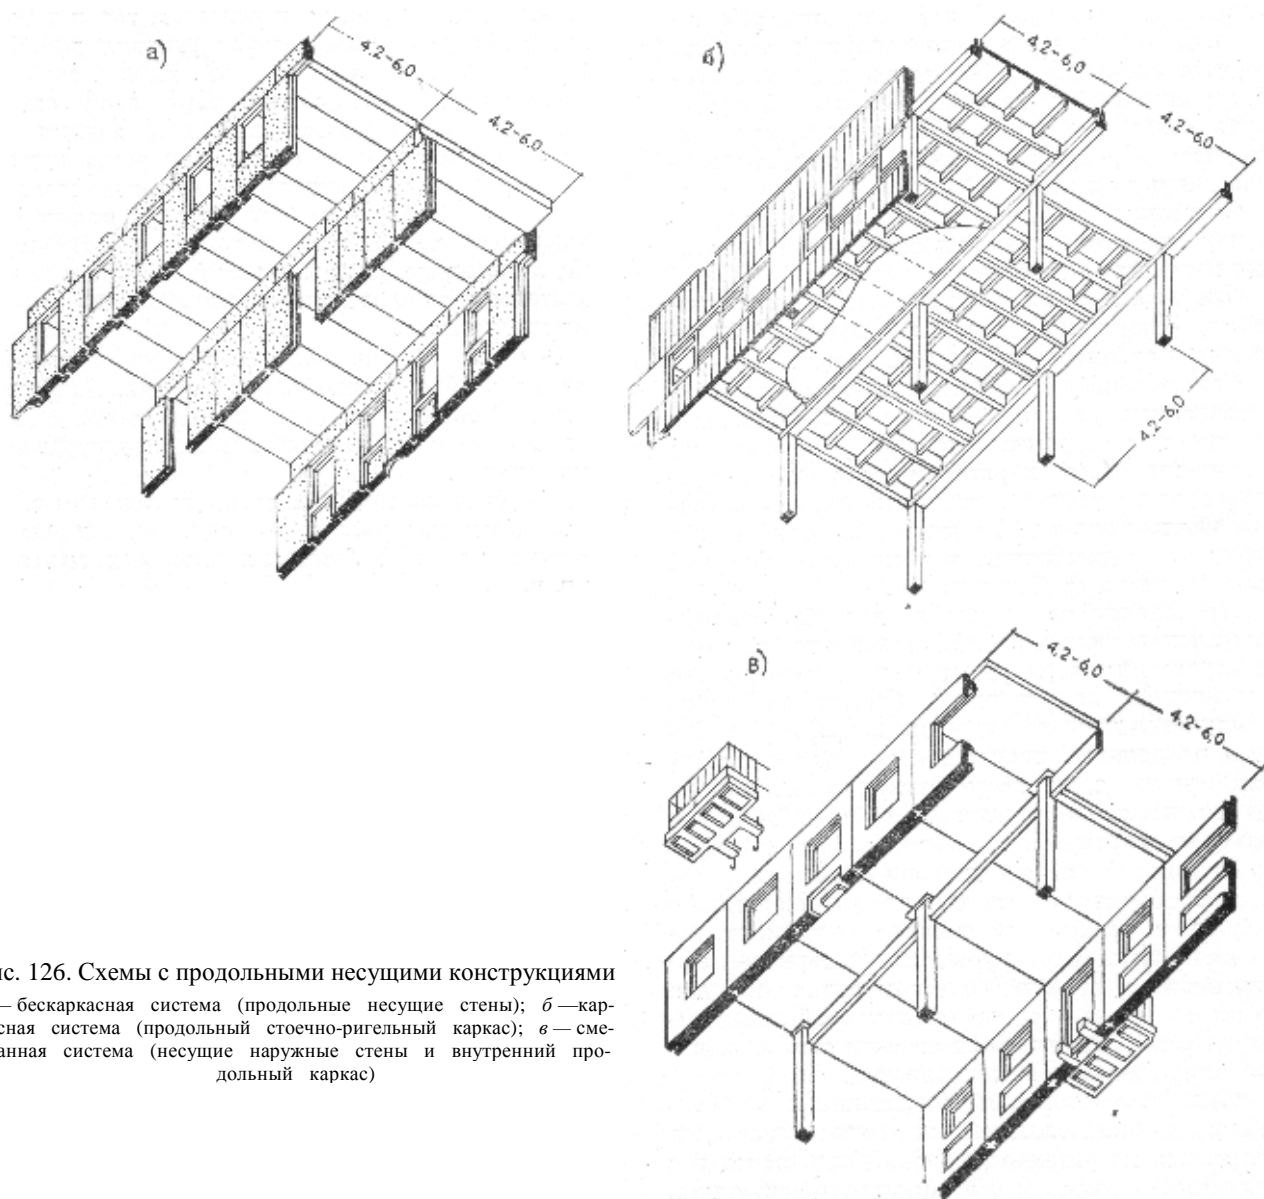 а)
4,2-6,0
4,2-6,0
б)
4,2-6,0
4,2-6,0
4,2-6,0
в)
4,2-6,0
4,2-6,0
ис. 126. Схемы с продольными несущими конструкциями
— бескаркасная система (продольные несущие стены); б —кар-
сная система (продольный стоечно-ригельный каркас); в — сме-
анная система (несущие наружные стены и внутренний про-
дольный каркас)